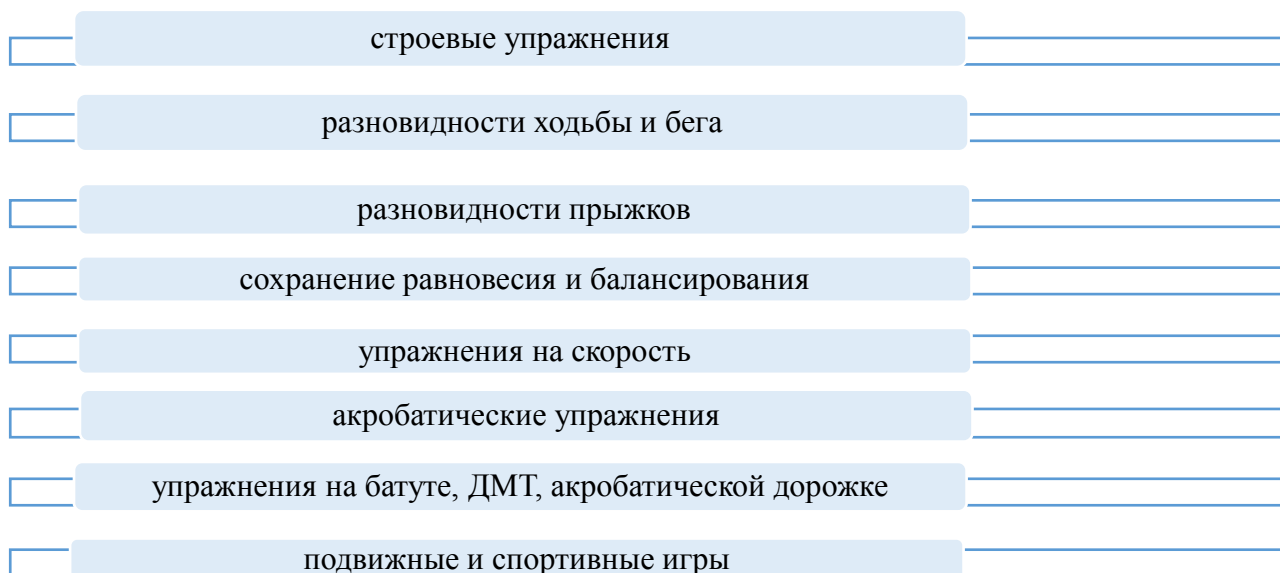 строевые упражнения
разновидности ходьбы и бега
разновидности прыжков
сохранение равновесия и балансирования
упражнения на скорость
акробатические упражнения
упражнения на батуте, ДМТ, акробатической дорожке
подвижные и спортивные игры